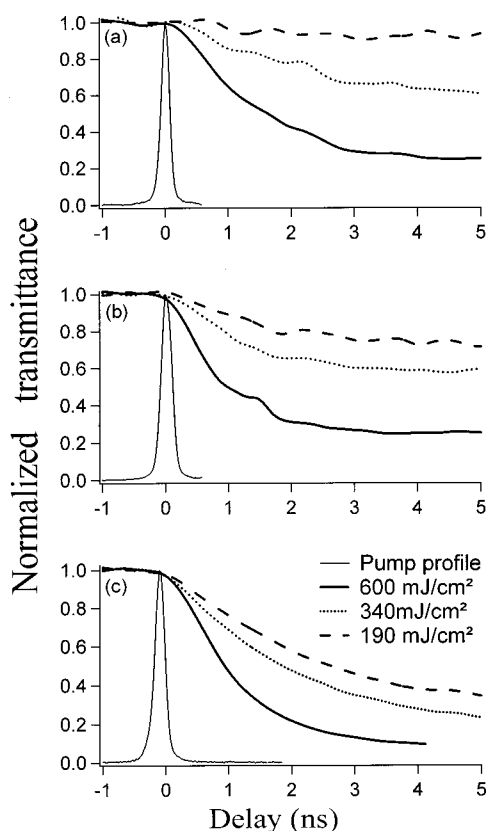 Normalized transmittance
1.0
0.8
0.6
0.4
0.2
0.0
(a)
-1 0 1 2 3 4 5
1.0
0.8
0.6
0.4
0.2
0.0
(b)
-1 0 1 2 3 4 5
1.0
0.8
0.6
0.4
0.2
0.0
(c)
Pump profile
600 mJ/cm²
340mJ/cm²
190 mJ/cm²
-1 0 1 2 3 4 5
Delay (ns)